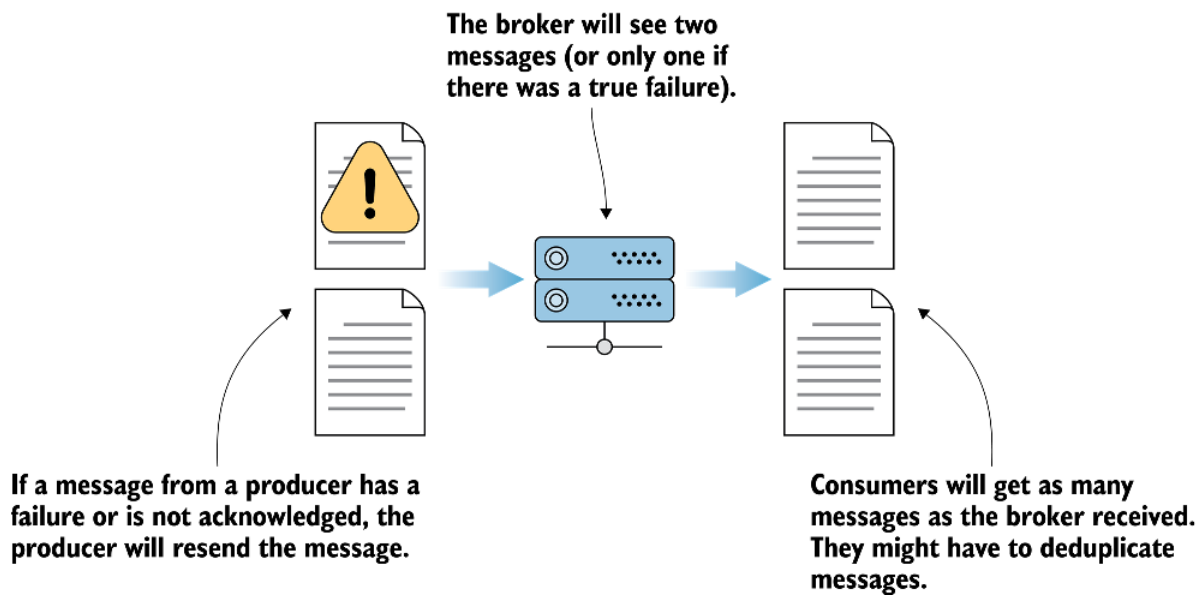 The broker will see two
messages (or only one if
there was a true failure).
If a message from a producer has a
failure or is not acknowledged, the
producer will resend the message.
Consumers will get as many
messages as the broker received.
They might have to deduplicate
messages.